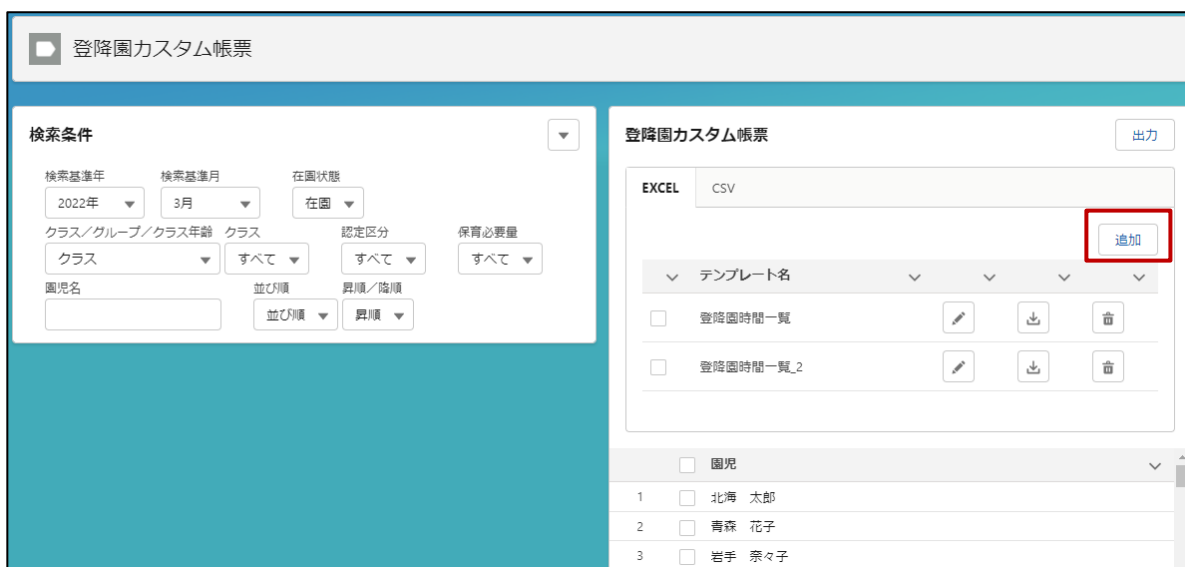 登降園カスタム帳票
検索条件
検索基準年 検索基準月 在園状態
2022年 3月 在園
クラス／グループ／クラス年齢 クラス 認定区分 保育必要量
クラス すべて すべて すべて
園児名 並び順 昇順／降順
並び順 昇順
登降園カスタム帳票 出力
EXCEL CSV
追加
テンプレート名
登降園時間一覧
登降園時間一覧_2
園児
1 北海 太郎
2 青森 花子
3 岩手 奈々子